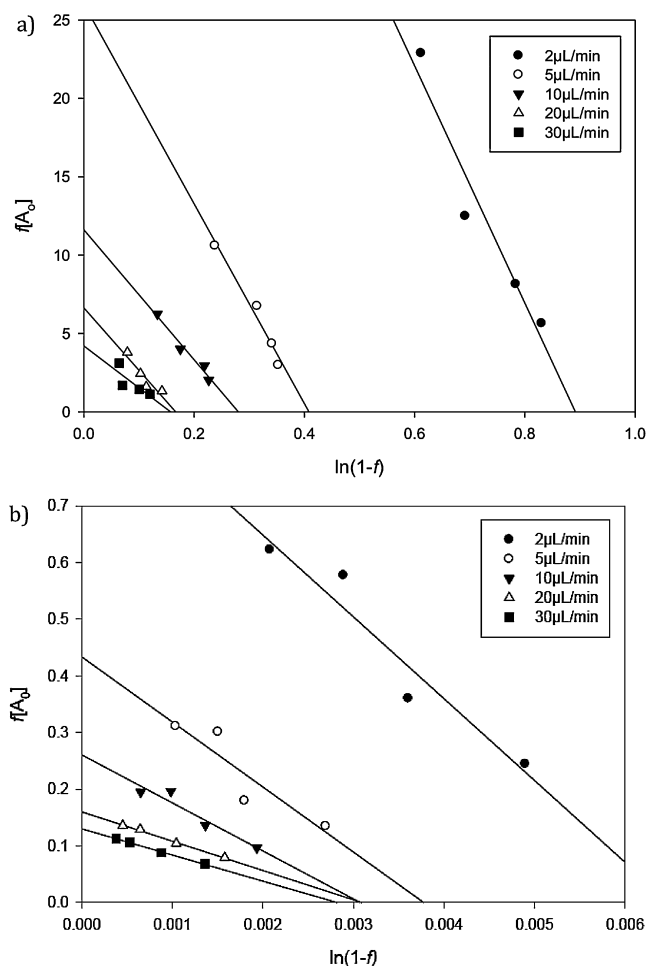 a)
25
20
15
10
5
0
f[Ao]
2µL/min
5µL/min
10µL/min
20µL/min
30µL/min
0.0 0.2 0.4 0.6 0.8 1.0
ln(1-f)
b)
0.7
0.6
0.5
0.4
0.3
0.2
0.1
0.0
f[A0]
2µL/min
5µL/min
10µL/min
20µL/min
30µL/min
0.000 0.001 0.002 0.003 0.004 0.005 0.006
ln(1-f)